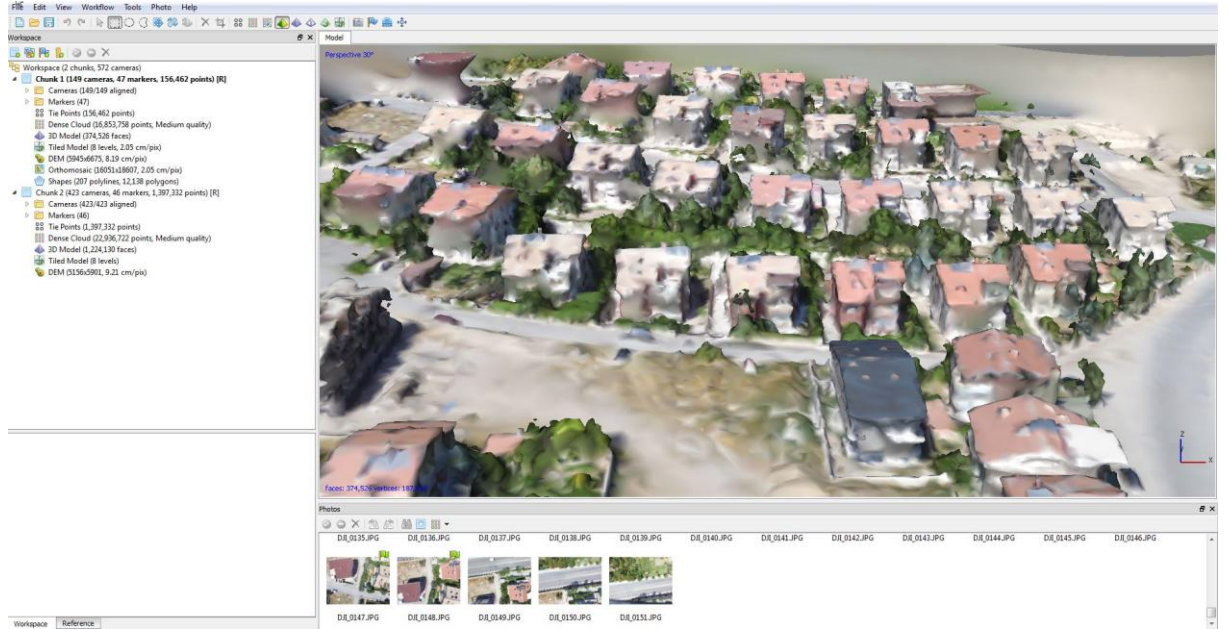 File Edit View Workflow Tools Photo Help
Workspace
Model
Perspective 30°
Workspace (2 chunks, 572 cameras)
Chunk 1 (149 cameras, 47 markers, 156,462 points) [R]
Cameras (149/149 aligned)
Markers (47)
Tie Points (156,462 points)
Dense Cloud (16,853,758 points, Medium quality)
3D Model (374,526 faces)
Tiled Model (8 levels, 2.05 cm/pix)
DEM (5945x6675, 8.19 cm/pix)
Orthomosaic (16051x18607, 2.05 cm/pix)
Shapes (207 polylines, 12,138 polygons)
Chunk 2 (423 cameras, 46 markers, 1,397,332 points) [R]
Cameras (423/423 aligned)
Markers (46)
Tie Points (1,397,332 points)
Dense Cloud (22,936,722 points, Medium quality)
3D Model (1,224,130 faces)
Tiled Model (8 levels)
DEM (5156x5901, 9.21 cm/pix)
Z
X
faces: 374,526 vertices:
Photos
DJI_0135.JPG DJI_0136.JPG DJI_0137.JPG DJI_0138.JPG DJI_0139.JPG DJI_0140.JPG DJI_0141.JPG DJI_0142.JPG DJI_0143.JPG DJI_0144.JPG DJI_0145.JPG DJI_0146.JPG
DJI_0147.JPG DJI_0148.JPG DJI_0149.JPG DJI_0150.JPG DJI_0151.JPG
Workspace Reference